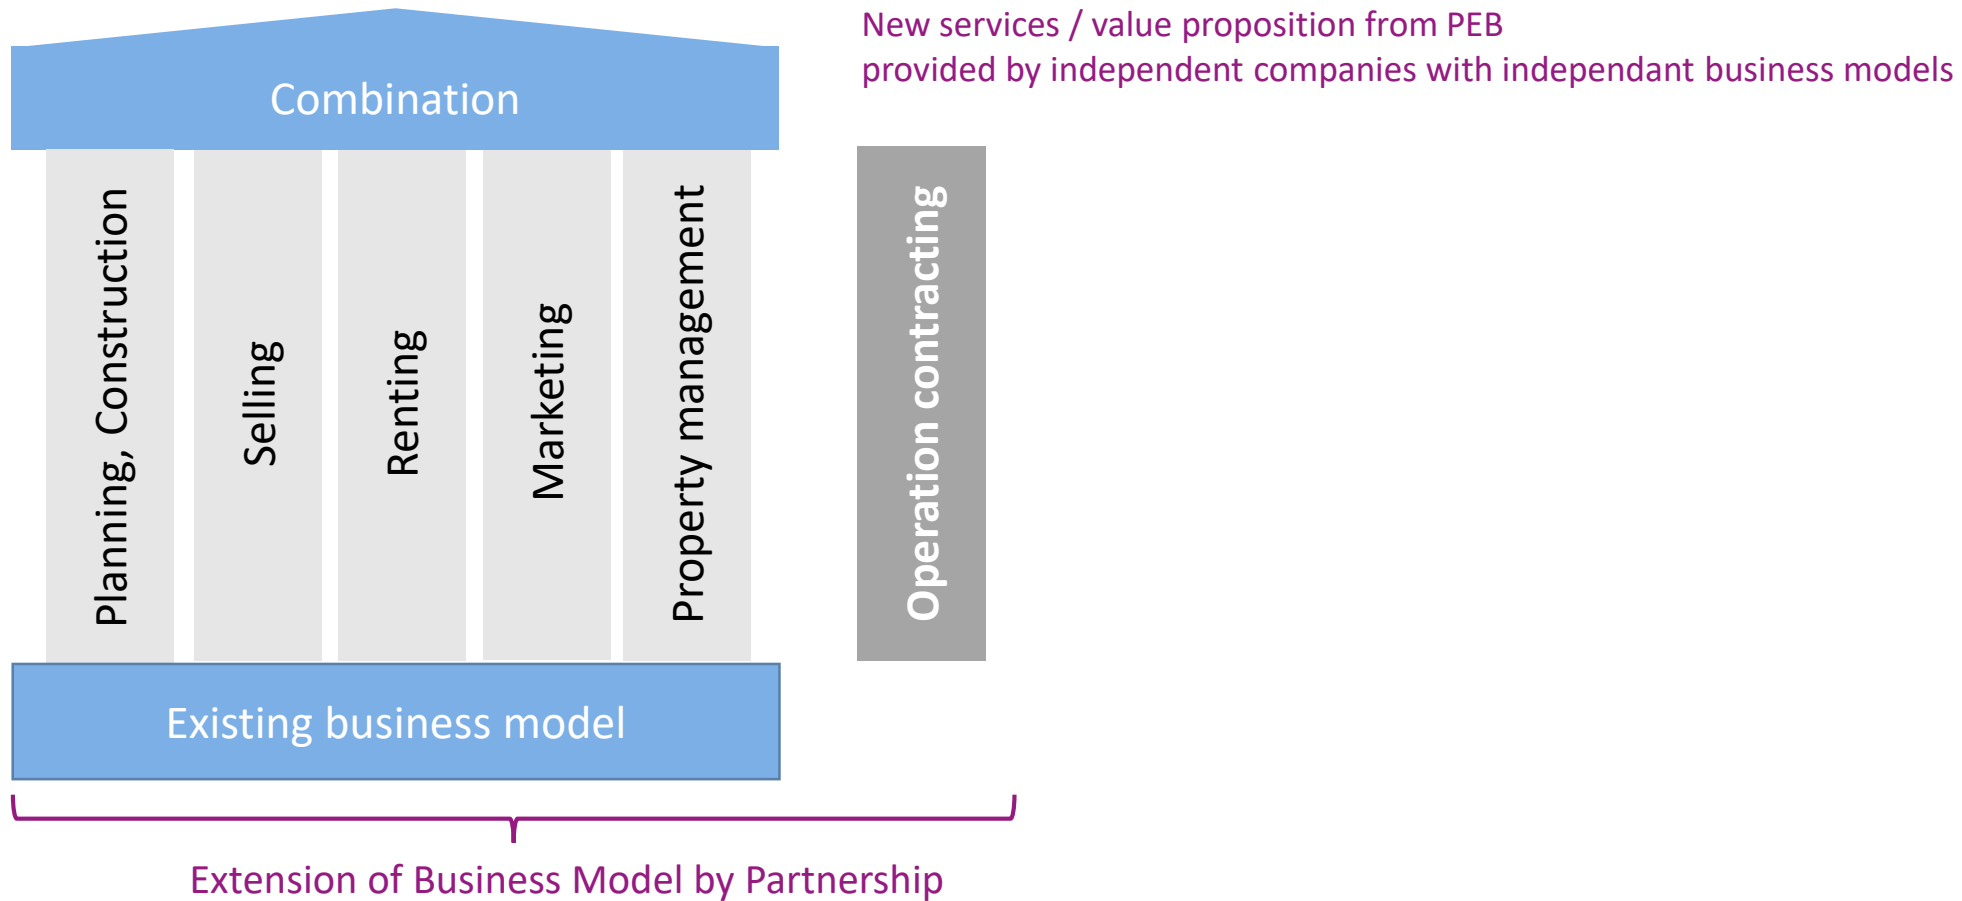 New services / value proposition from PEB
provided by independent companies with independant business models
Combination
Planning, Construction
Selling
Renting
Marketing
Property management
Operation contracting
Existing business model
Extension of Business Model by Partnership